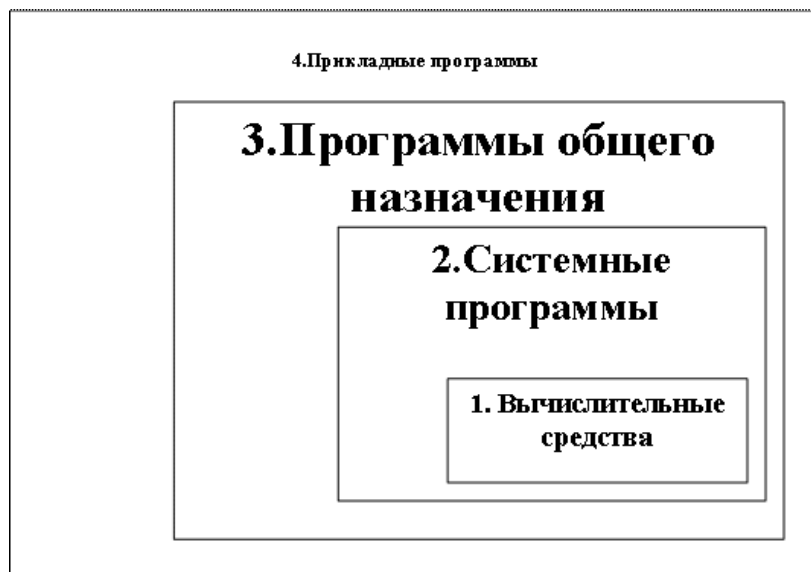 4.Прикладные программы
3.Программы общего
назначения
2.Системные
программы
1. Вычислительные
средства